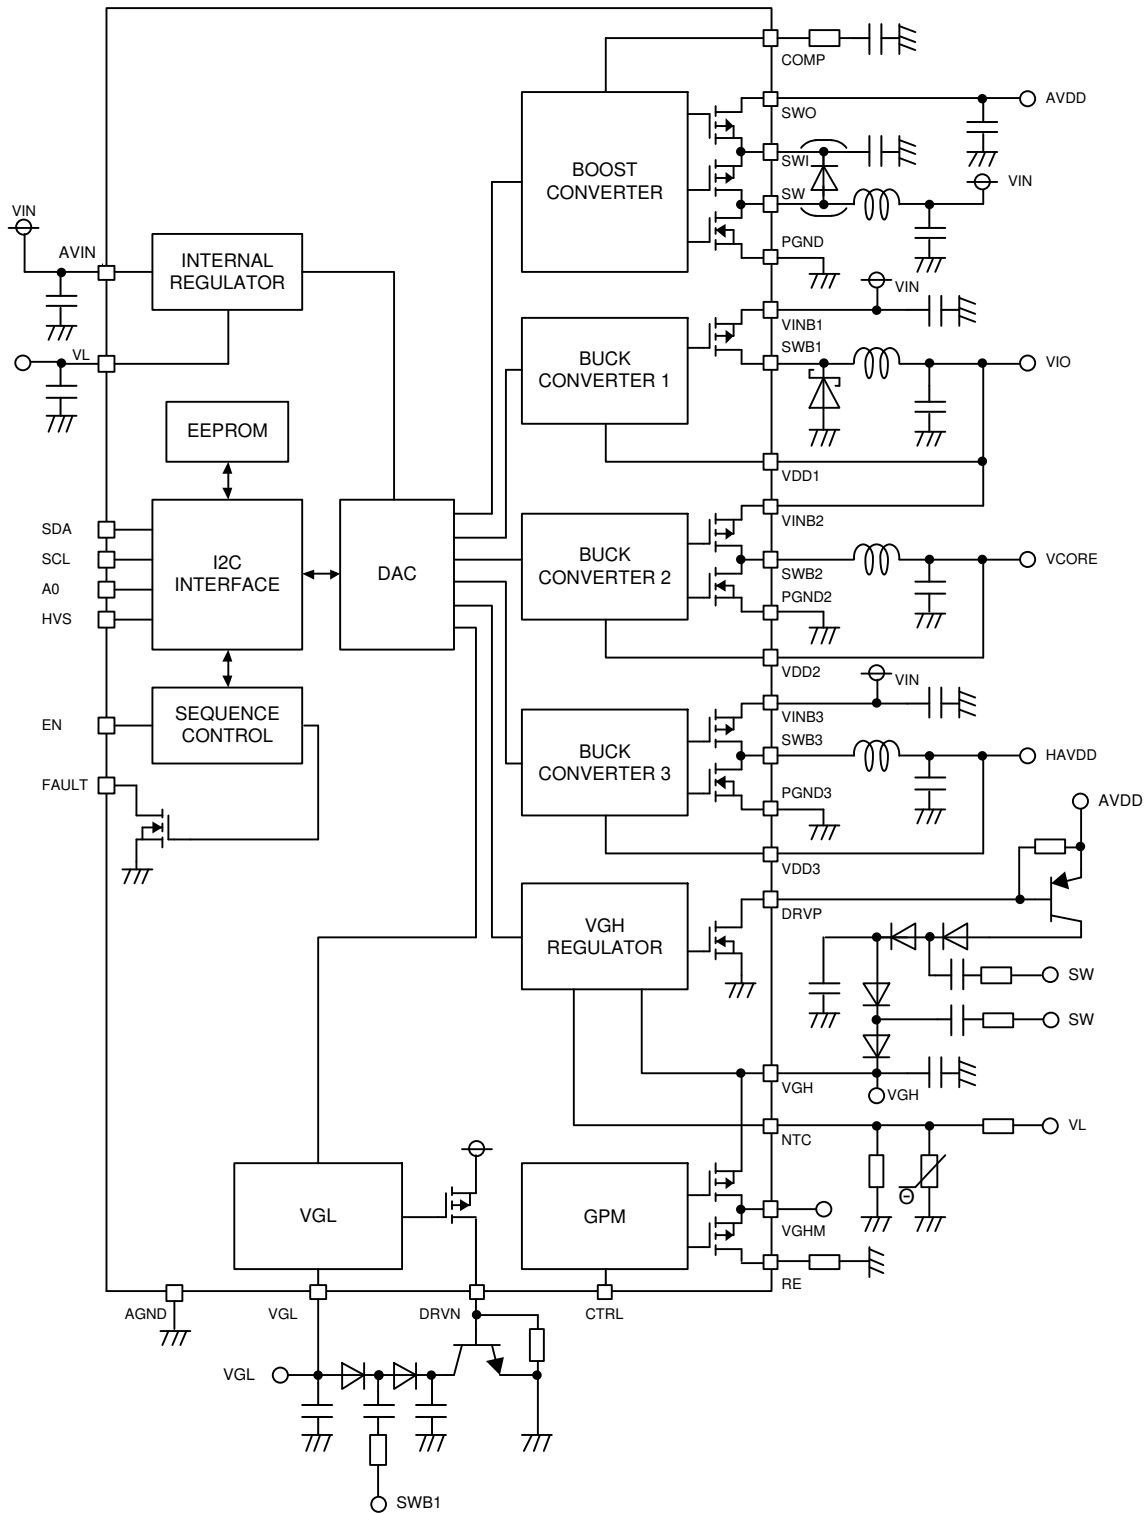 COMP
SWO
AVDD
BOOST
CONVERTER
SWI
SW
VIN
VIN
AVIN
INTERNAL
REGULATOR
PGND
VIN
VINB1
SWB1
VL
BUCK
CONVERTER 1
VIO
EEPROM
VDD1
VINB2
SDA
SCL
A0
HVS
I2C
INTERFACE
DAC
BUCK
CONVERTER 2
SWB2
PGND2
VCORE
VDD2
VIN
EN
SEQUENCE
CONTROL
VINB3
SWB3
BUCK
CONVERTER 3
HAVDD
FAULT
PGND3
AVDD
VDD3
VGH
REGULATOR
DRVP
SW
SW
VGH
VGH
NTC
VL
VGL
GPM
Θ
VGHM
RE
AGND
VGL
DRVN
CTRL
VGL
SWB1